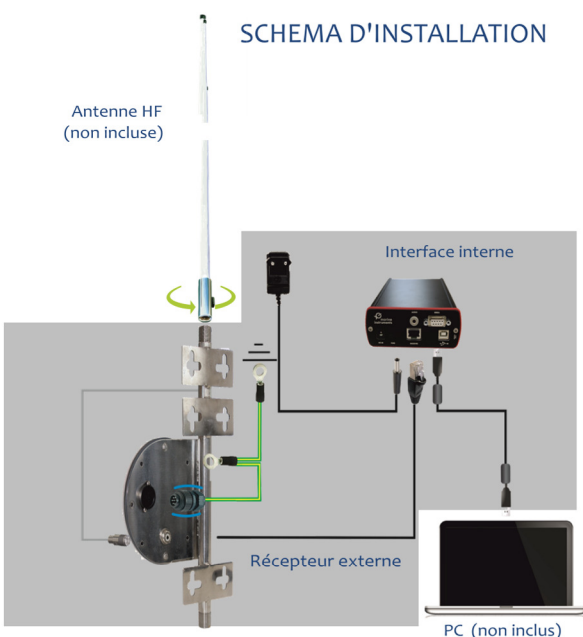 SCHEMA D'INSTALLATION
Antenne HF
(non incluse)
Interface interne
Récepteur externe
PC (non inclus)